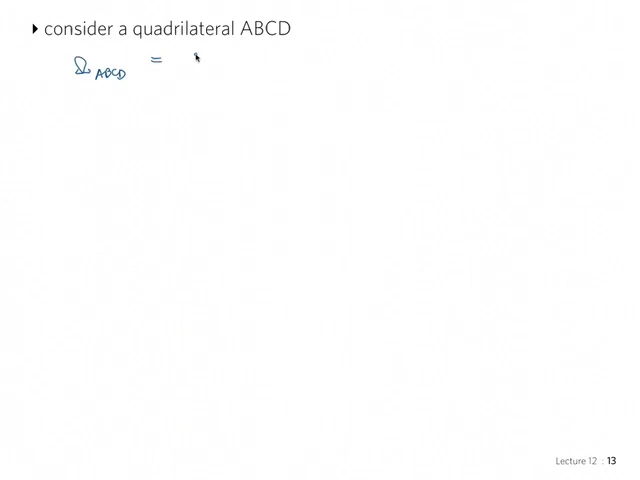 ▸ consider a quadrilateral ABCD
Ω ABCD =
Lecture 12 : 13